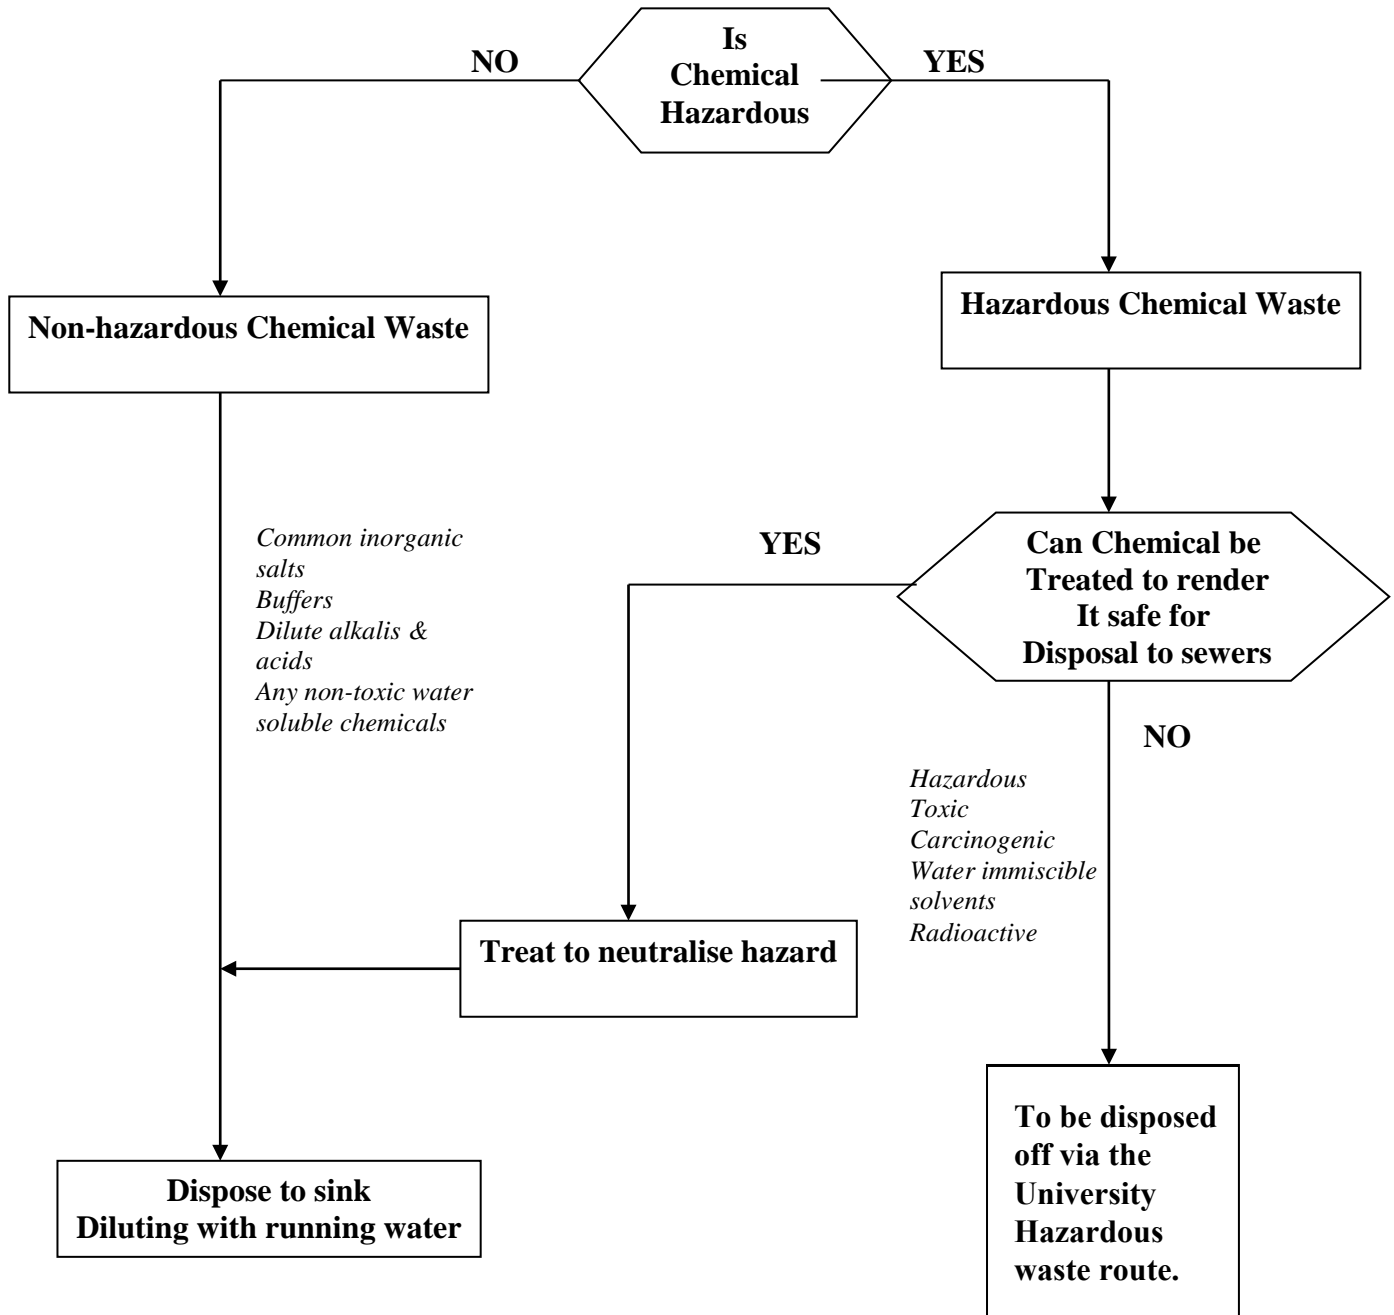 Is
Chemical
Hazardous
NO
YES
Non-hazardous Chemical Waste
Hazardous Chemical Waste
Common inorganic
salts
Buffers
Dilute alkalis &
acids
Any non-toxic water
soluble chemicals
YES
Can Chemical be
Treated to render
It safe for
Disposal to sewers
NO
Hazardous
Toxic
Carcinogenic
Water immiscible
solvents
Radioactive
Treat to neutralise hazard
To be disposed
off via the
University
Hazardous
waste route.
Dispose to sink
Diluting with running water